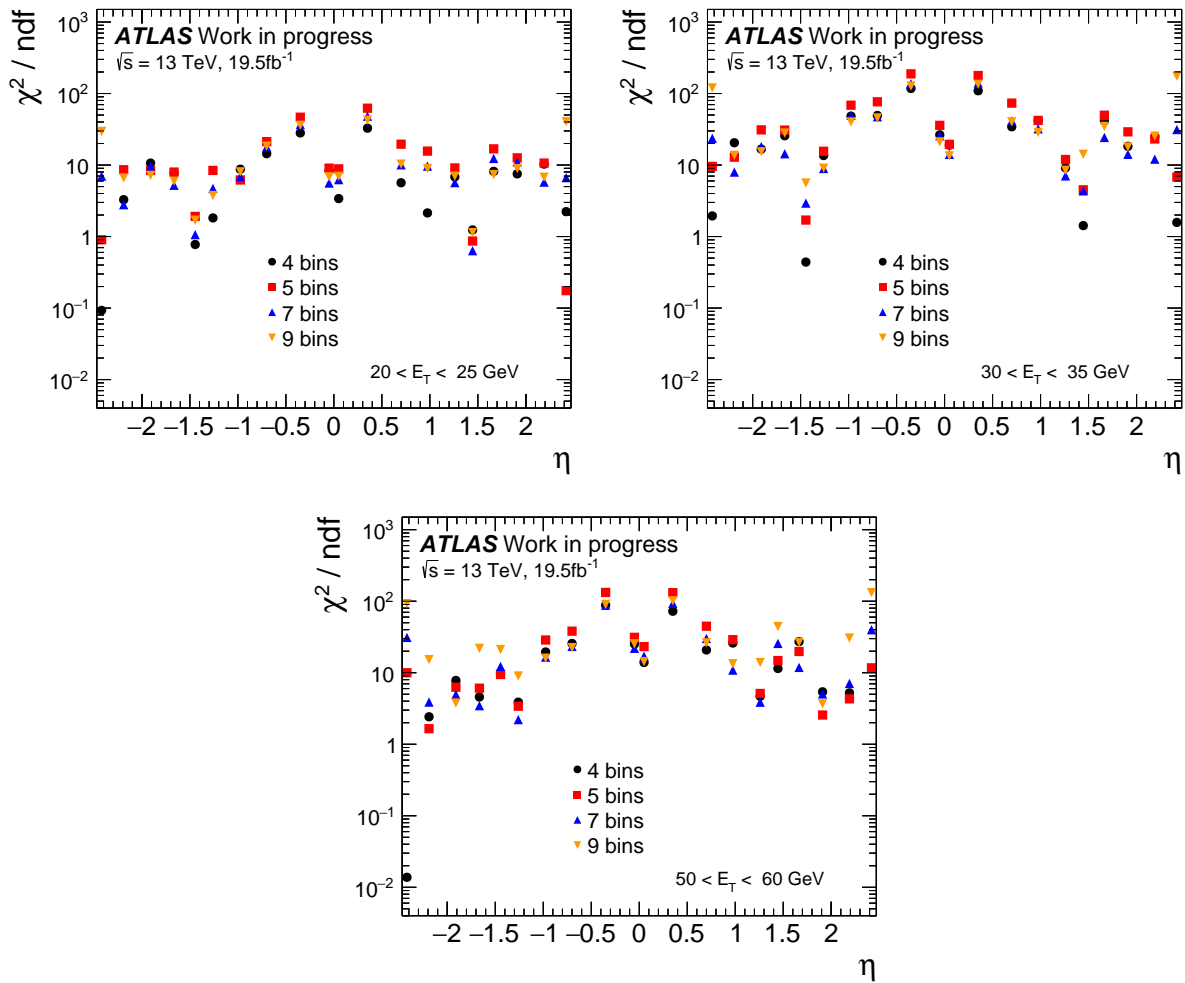 χ² / ndf
10³
10²
10
1
10⁻¹
10⁻²
ATLAS Work in progress
√s = 13 TeV, 19.5fb⁻¹
4 bins
5 bins
7 bins
9 bins
20 < E_T < 25 GeV
−2 −1.5 −1 −0.5 0 0.5 1 1.5 2
η
χ² / ndf
10³
10²
10
1
10⁻¹
10⁻²
ATLAS Work in progress
√s = 13 TeV, 19.5fb⁻¹
4 bins
5 bins
7 bins
9 bins
30 < E_T < 35 GeV
−2 −1.5 −1 −0.5 0 0.5 1 1.5 2
η
χ² / ndf
10³
10²
10
1
10⁻¹
10⁻²
ATLAS Work in progress
√s = 13 TeV, 19.5fb⁻¹
4 bins
5 bins
7 bins
9 bins
50 < E_T < 60 GeV
−2 −1.5 −1 −0.5 0 0.5 1 1.5 2
η